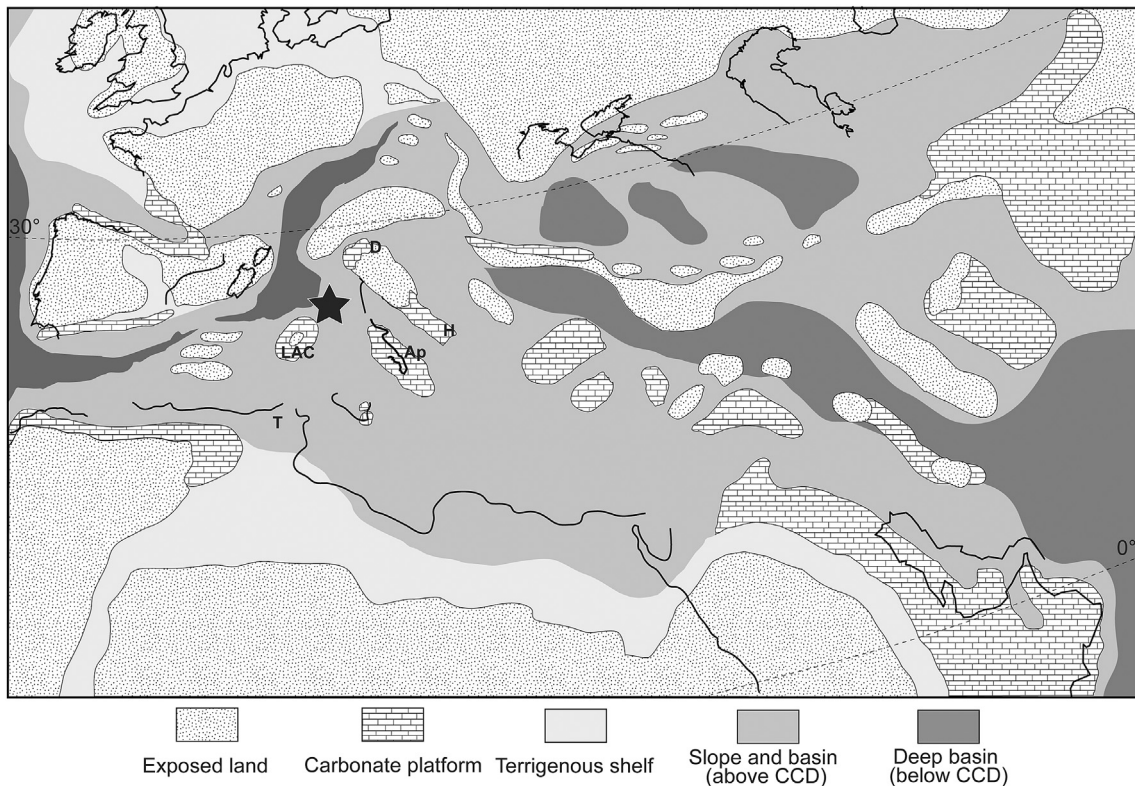 30°
D
H
LAC
Ap
T
0°
Exposed land
Carbonate platform
Terrigenous shelf
Slope and basin
(above CCD)
Deep basin
(below CCD)